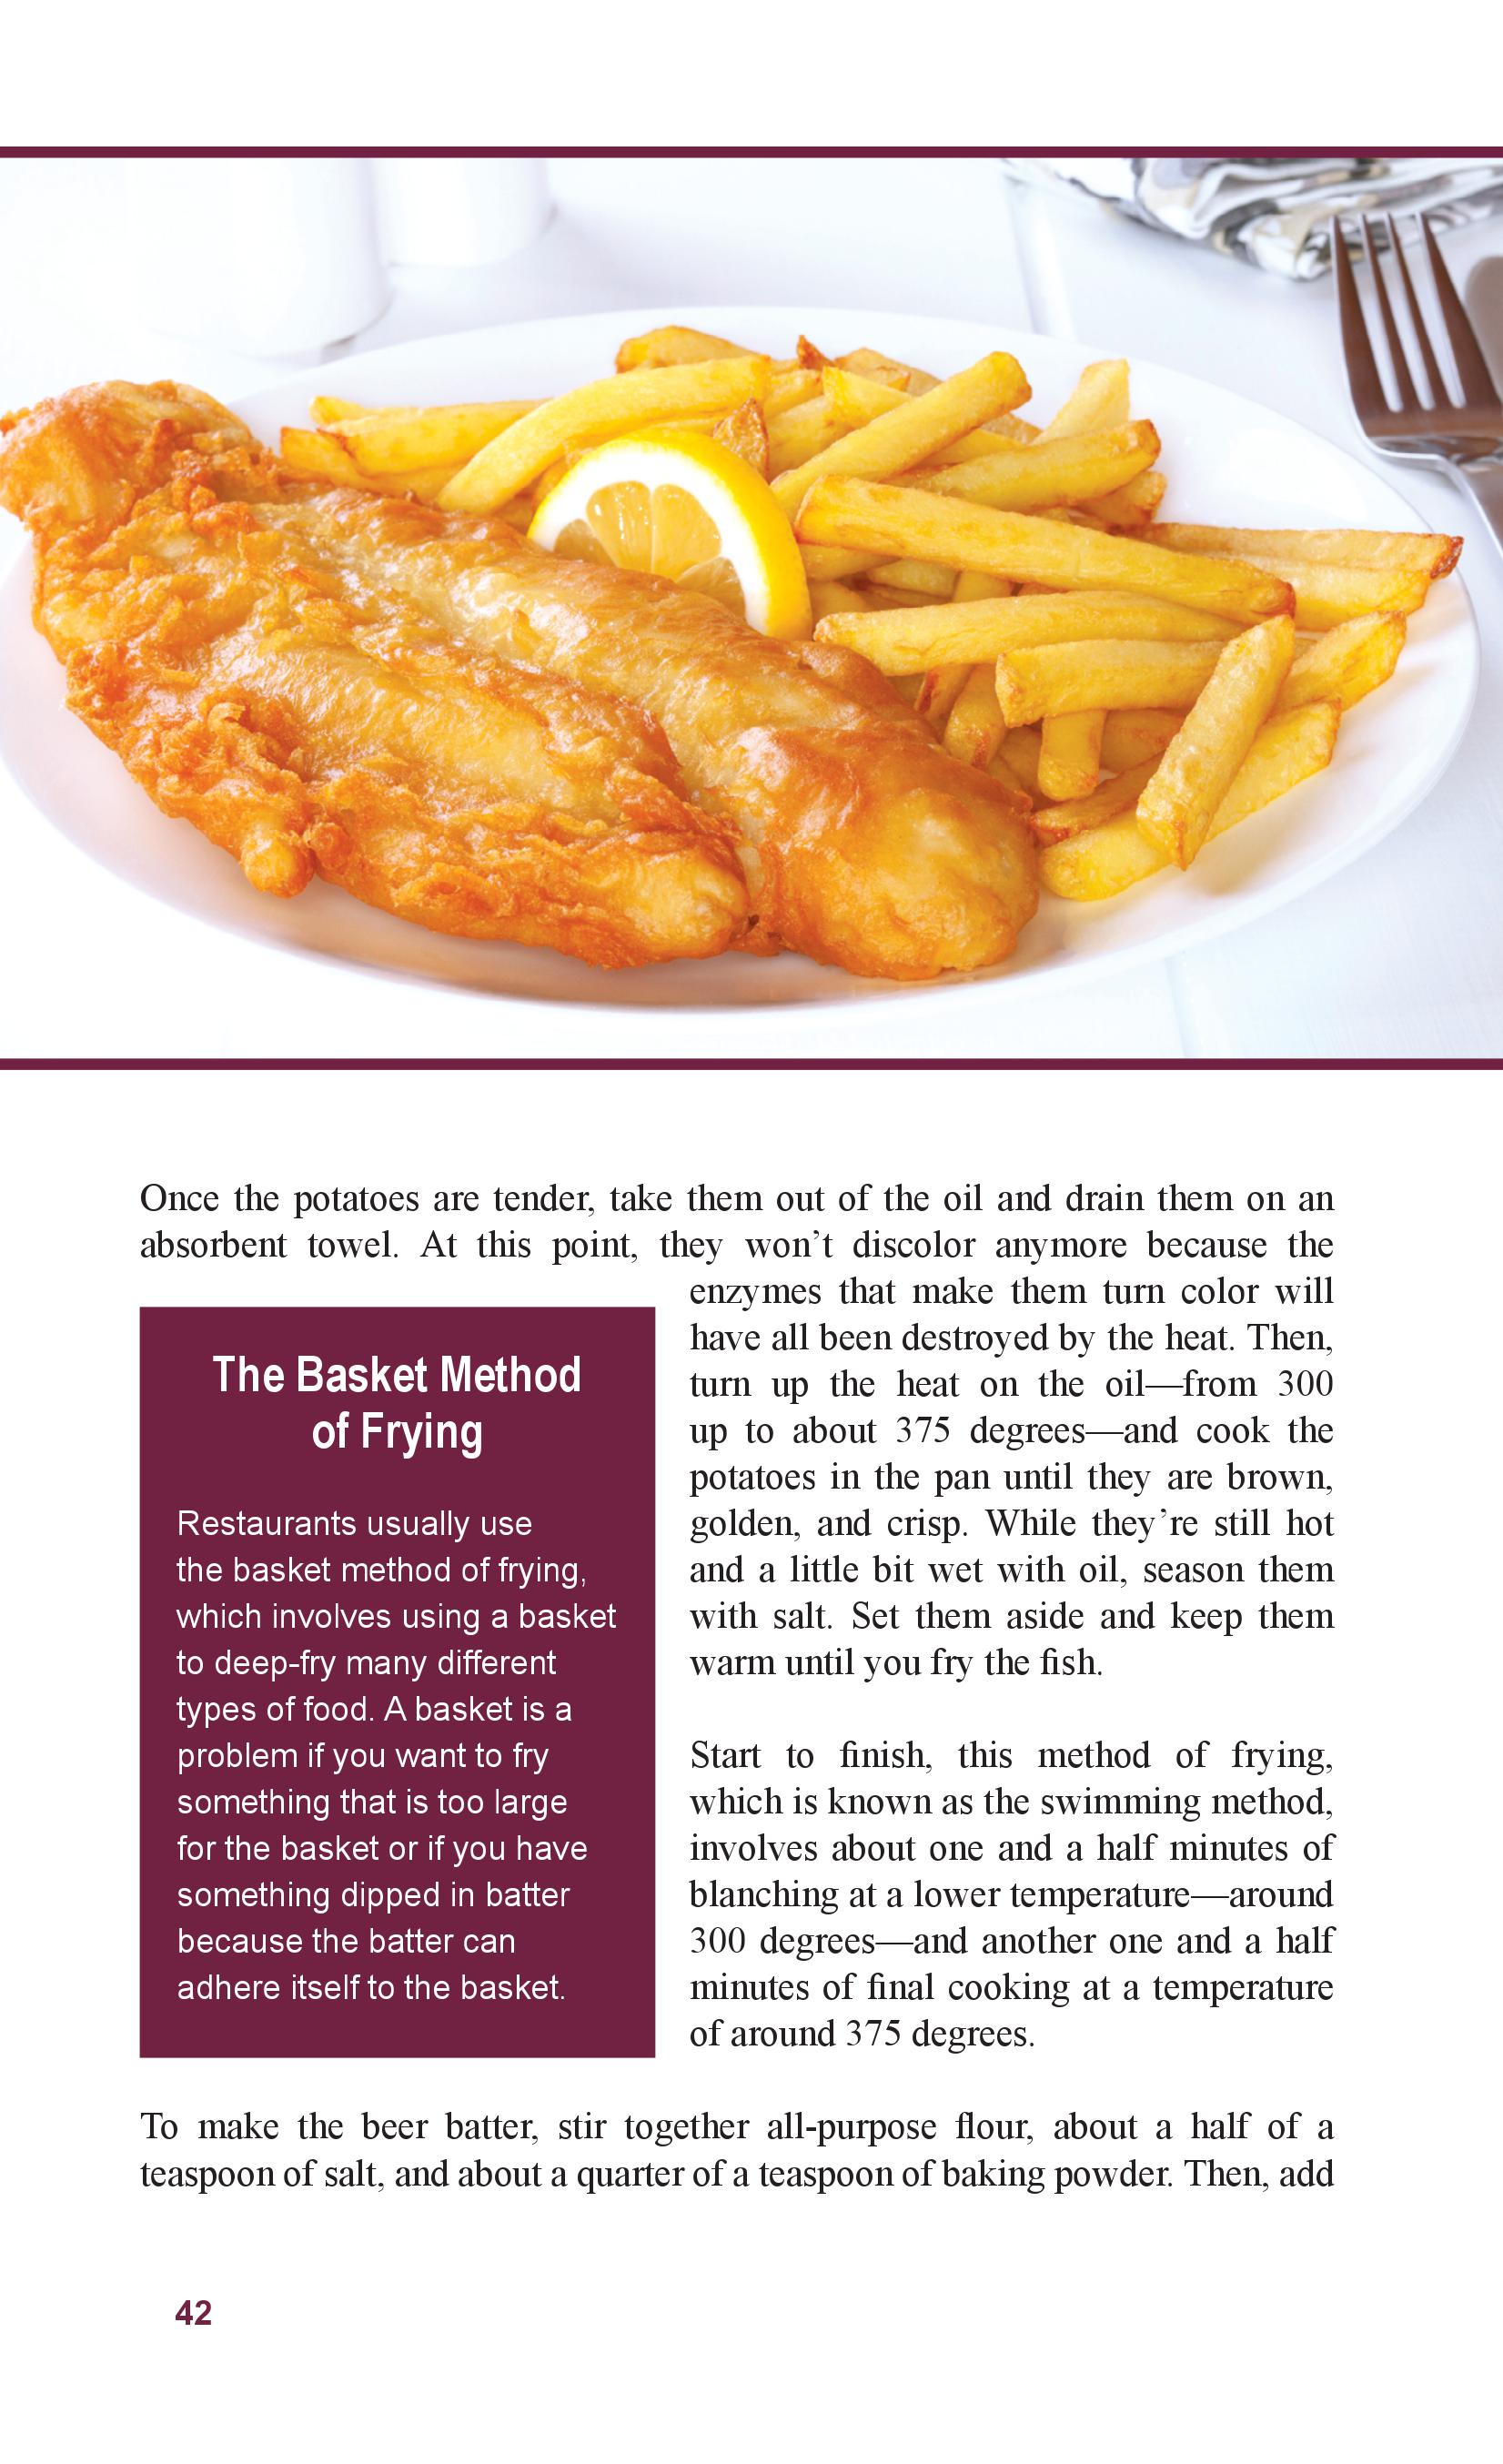 Once the potatoes are tender, take them out of the oil and drain them on an
absorbent towel. At this point, they won’t discolor anymore because the
enzymes that make them turn color will
have all been destroyed by the heat. Then,
turn up the heat on the oil—from 300
up to about 375 degrees—and cook the
potatoes in the pan until they are brown,
golden, and crisp. While they’re still hot
and a little bit wet with oil, season them
with salt. Set them aside and keep them
warm until you fry the fish.
The Basket Method
of Frying
Restaurants usually use
the basket method of frying,
which involves using a basket
to deep-fry many different
types of food. A basket is a
problem if you want to fry
something that is too large
for the basket or if you have
something dipped in batter
because the batter can
adhere itself to the basket.
Start to finish, this method of frying,
which is known as the swimming method,
involves about one and a half minutes of
blanching at a lower temperature—around
300 degrees—and another one and a half
minutes of final cooking at a temperature
of around 375 degrees.
To make the beer batter, stir together all-purpose flour, about a half of a
teaspoon of salt, and about a quarter of a teaspoon of baking powder. Then, add
42